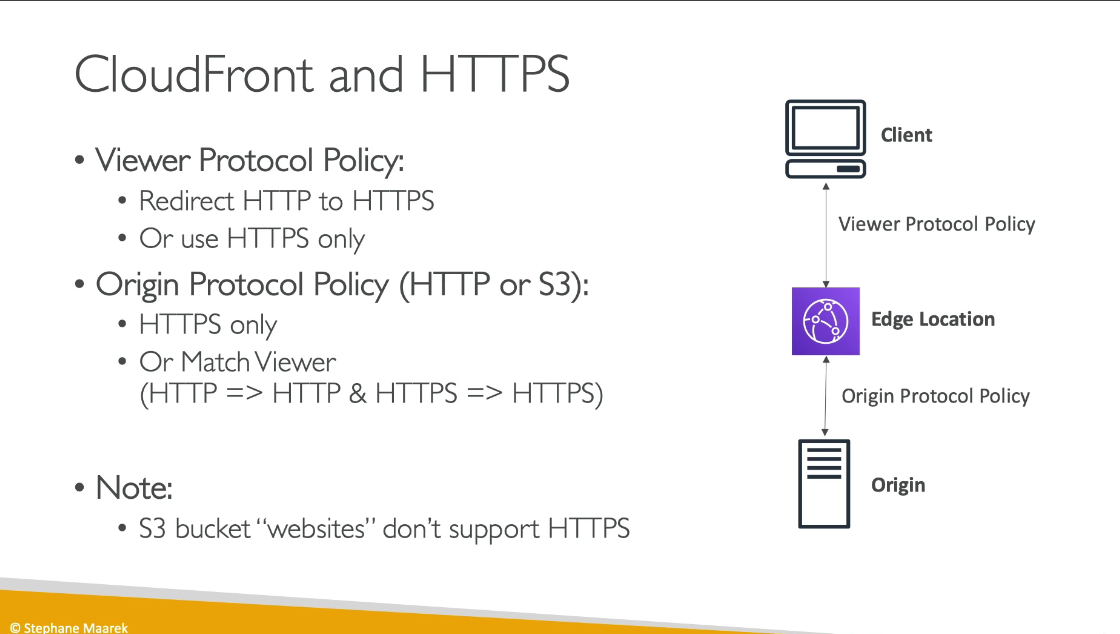 CloudFront and HTTPS
• Viewer Protocol Policy:
• Redirect HTTP to HTTPS
• Or use HTTPS only
• Origin Protocol Policy (HTTP or S3):
• HTTPS only
• Or Match Viewer
(HTTP => HTTP & HTTPS => HTTPS)
• Note:
• S3 bucket “websites” don’t support HTTPS
Client
Viewer Protocol Policy
Edge Location
Origin Protocol Policy
Origin
© Stephane Maarek